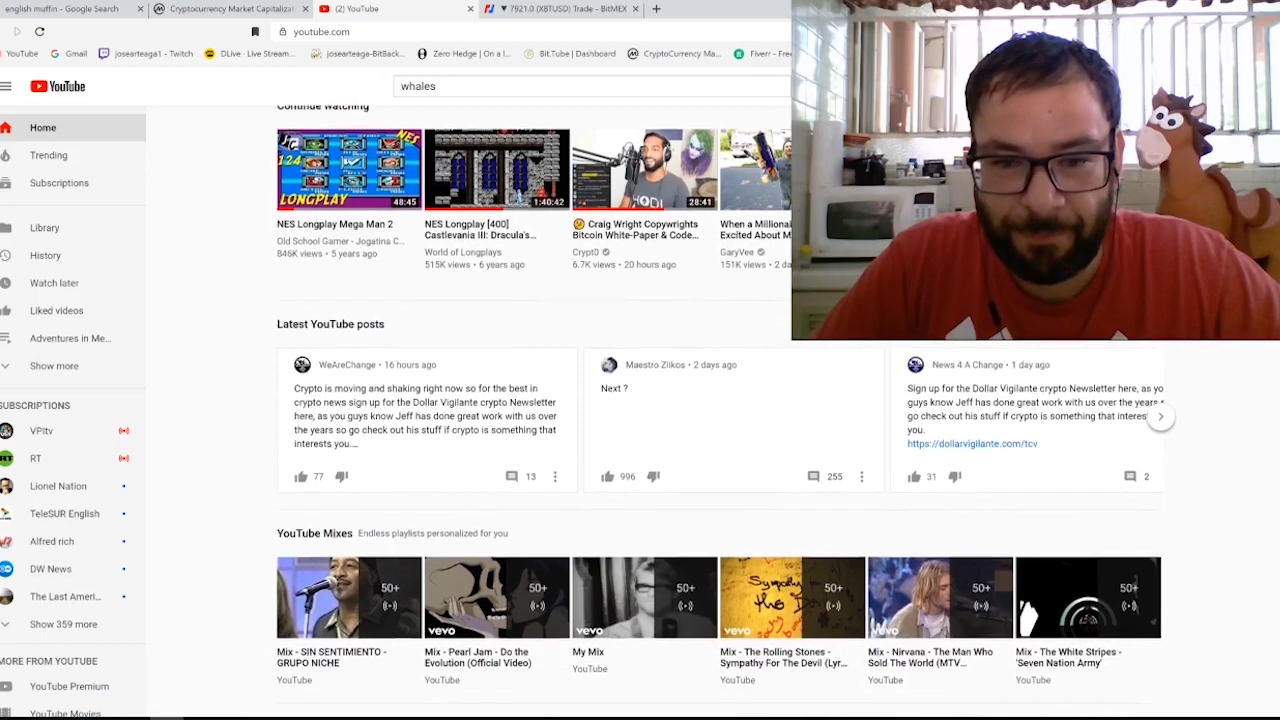 english muffin - Google Search
Cryptocurrency Market Capitalizat
(2) YouTube
▼ 7921.0 (XBTUSD) Trade - BitMEX
youtube.com
YouTube
Gmail
josearteaga1 - Twitch
DLive · Live Stream...
josearteaga-BitBack...
Zero Hedge | On a l...
Bit.Tube | Dashboard
CryptoCurrency Ma...
Fiverr - Free
YouTube
whales
Home
Trending
Subscriptions
Library
History
Watch later
Liked videos
Adventures in Me...
Show more
SUBSCRIPTIONS
VPItv
RT
Lionel Nation
TeleSUR English
Alfred rich
DW News
The Last Ameri...
Show 359 more
MORE FROM YOUTUBE
YouTube Premium
YouTube Movies
Continue watching
NES
124
LONGPLAY
48:45
1:40:42
HODL
28:41
NES Longplay Mega Man 2
Old School Gamer - Jogatina C...
846K views • 5 years ago
NES Longplay [400]
Castlevania III: Dracula's...
World of Longplays
515K views • 6 years ago
Craig Wright Copyrights
Bitcoin White-Paper & Code...
Crypt0
6.7K views • 20 hours ago
When a Milliona
Excited About M
GaryVee
151K views • 2 da
Latest YouTube posts
WeAreChange • 16 hours ago
Crypto is moving and shaking right now so for the best in
crypto news sign up for the Dollar Vigilante Newsletter
here, as you guys know Jeff has done great work with us over
the years so go check out his stuff if crypto is something that
interests you....
77
13
Maestro Ziikos • 2 days ago
Next ?
996
255
News 4 A Change • 1 day ago
Sign up for the Dollar Vigilante crypto Newsletter here, as yo
guys know Jeff has done great work with us over the years
go check out his stuff if crypto is something that interes
you.
https://dollarvigilante.com/tcv
31
2
YouTube Mixes Endless playlists personalized for you
50+
vevo
50+
vevo
50+
vevo
Sympathy
50+
vevo
50+
50+
Mix - SIN SENTIMIENTO -
GRUPO NICHE
YouTube
Mix - Pearl Jam - Do the
Evolution (Official Video)
YouTube
My Mix
YouTube
Mix - The Rolling Stones -
Sympathy For The Devil (Lyr...
YouTube
Mix - Nirvana - The Man Who
Sold The World (MTV...
YouTube
Mix - The White Stripes -
'Seven Nation Army'
YouTube